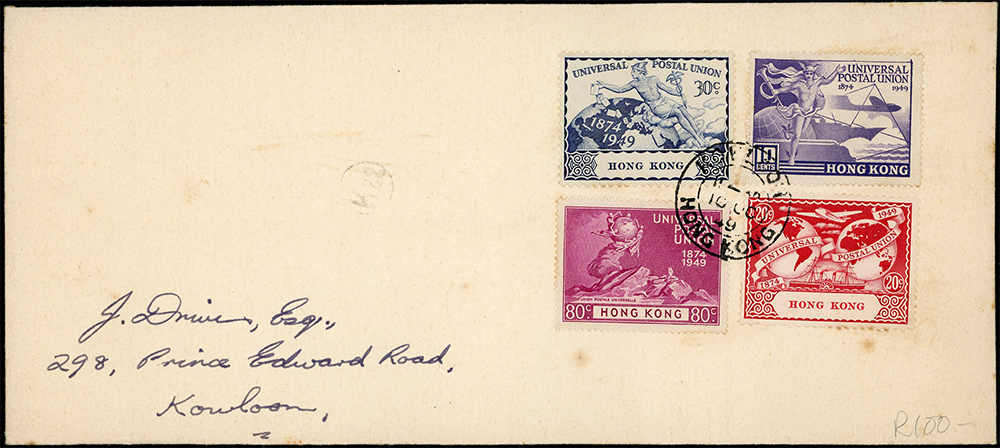 UNIVERSAL POSTAL UNION
30c
1874
1949
HONG KONG
UNIVERSAL
POSTAL UNION
1874 1949
11
CENTS
HONG KONG
HONG KONG
49
UNIVERSAL
POSTAL
UNION
1874
1949
UNION POSTALE UNIVERSELLE
80c HONG KONG 80c
20c 1949
UNIVERSAL POSTAL UNION
1874 20c
HONG KONG
J. Driver, Esq.,
298, Prince Edward Road,
Kowloon,
R100-